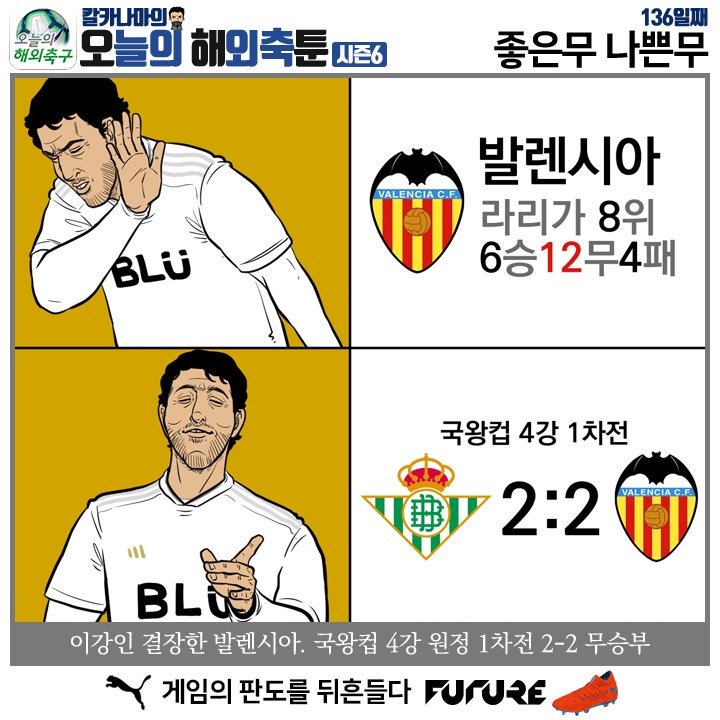 오늘의
해외축구
칼카나마의
오늘의 해외축툰
시즌6
136일째
좋은무 나쁜무
BLU
VALENCIA C.F.
발렌시아
라리가 8위
6승12무4패
BLU
국왕컵 4강 1차전
2:2
VALENCIA C.F.
이강인 결장한 발렌시아. 국왕컵 4강 원정 1차전 2-2 무승부
게임의 판도를 뒤흔들다 FUTURE